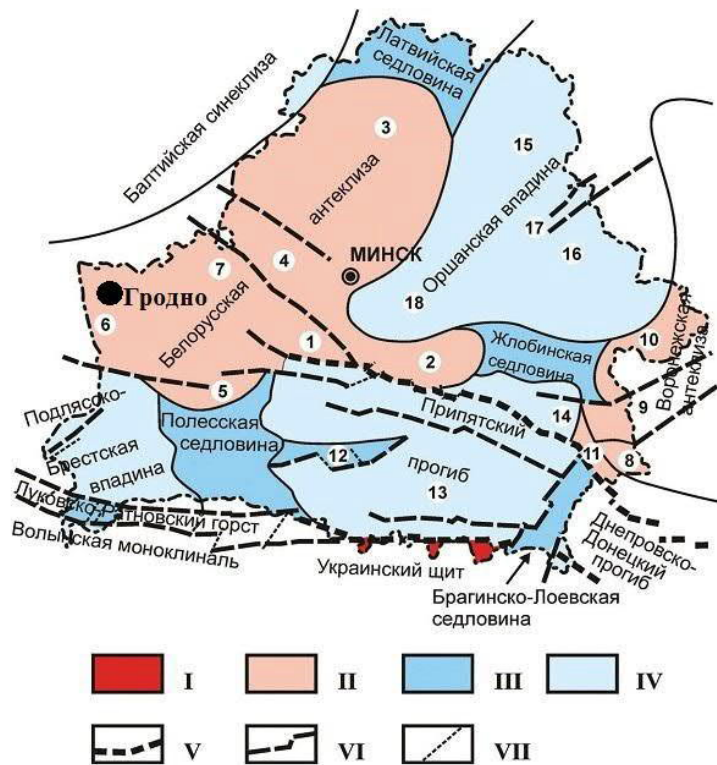 Латвийская
седловина
Балтийская синеклиза
3
15
антеклиза
Оршанская впадина
17
7
4
МИНСК
16
Гродно
18
6
Белорусская
Воронежская
антеклиза
10
1
2
Жлобинская
седловина
5
9
Подлясско-
Брестская
впадина
Полесская
седловина
Припятский
прогиб
14
12
11
8
13
Луковско-Ратновский горст
Волынская моноклиналь
Украинский щит
Днепровско-
Донецкий
прогиб
Брагинско-Лоевская
седловина
I
II
III
IV
V
VI
VII